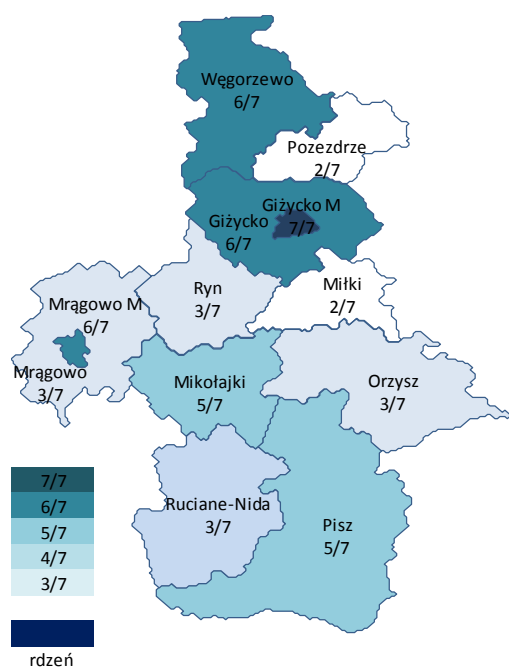 Węgorzewo
6/7
Pozezdrze
2/7
Giżycko M
7/7
Giżycko
6/7
Ryn
3/7
Miłki
2/7
Mrągowo M
6/7
Mrągowo
3/7
Mikołajki
5/7
Orzysz
3/7
Ruciane-Nida
3/7
Pisz
5/7
7/7
6/7
5/7
4/7
3/7
rdzeń